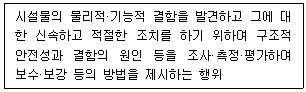 시설물의 물리적·기능적 결함을 발견하고 그에 대
한 신속하고 적절한 조치를 하기 위하여 구조적
안전성과 결함의 원인 등을 조사·측정·평가하여
보수·보강 등의 방법을 제시하는 행위